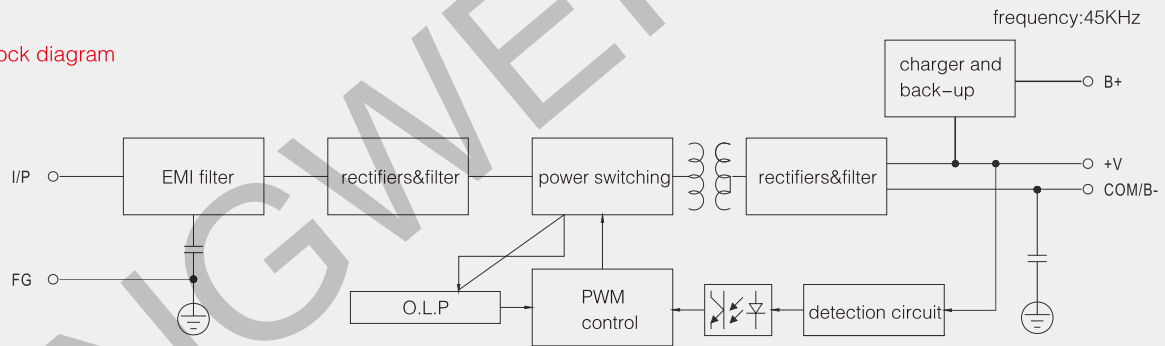 frequency:45KHz
ock diagram
charger and
back-up
B+
I/P
EMI filter
rectifiers&filter
power switching
rectifiers&filter
+V
COM/B-
FG
O.L.P
PWM
control
detection circuit
NGWEI